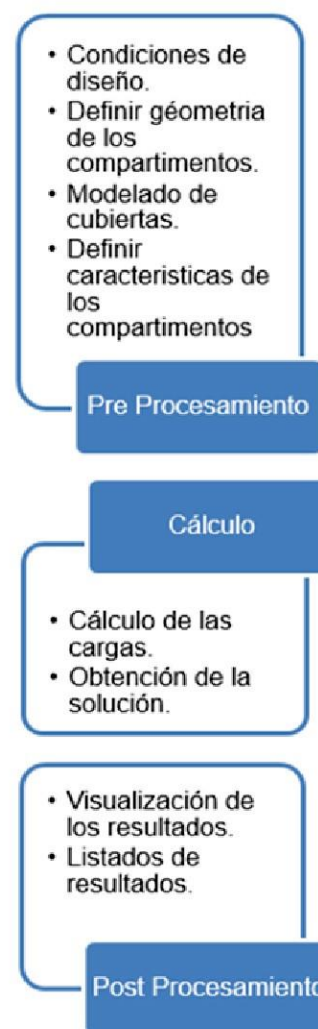 • Condiciones de
diseño.
• Definir géometria
de los
compartimentos.
• Modelado de
cubiertas.
• Definir
caracteristicas de
los
compartimentos
Pre Procesamiento
Cálculo
• Cálculo de las
cargas.
• Obtención de la
solución.
• Visualización de
los resultados.
• Listados de
resultados.
Post Procesamiento